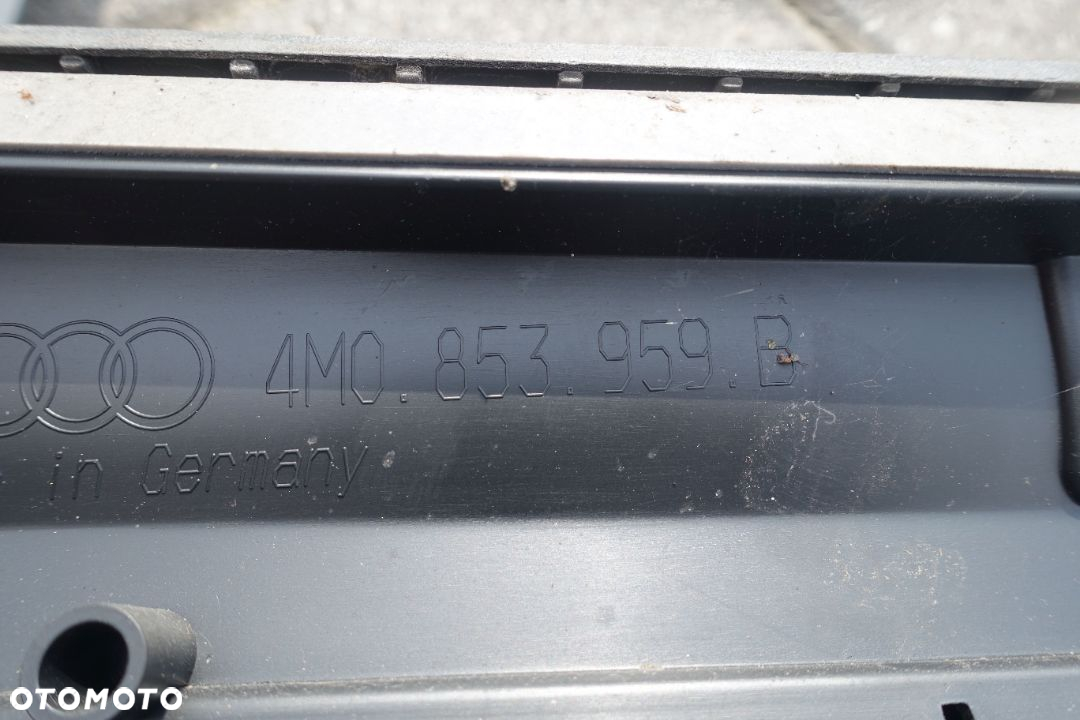 4M0.853.959.B
in Germany
OTOMOTO